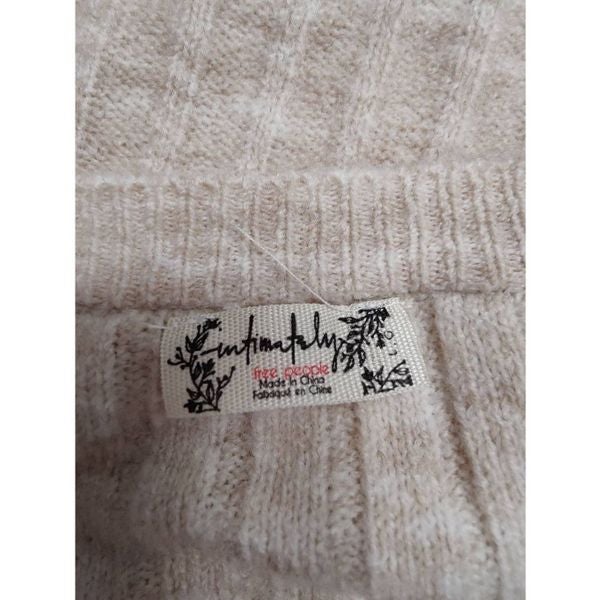 intimately
free people
Made in China
Fabriqué en Chine